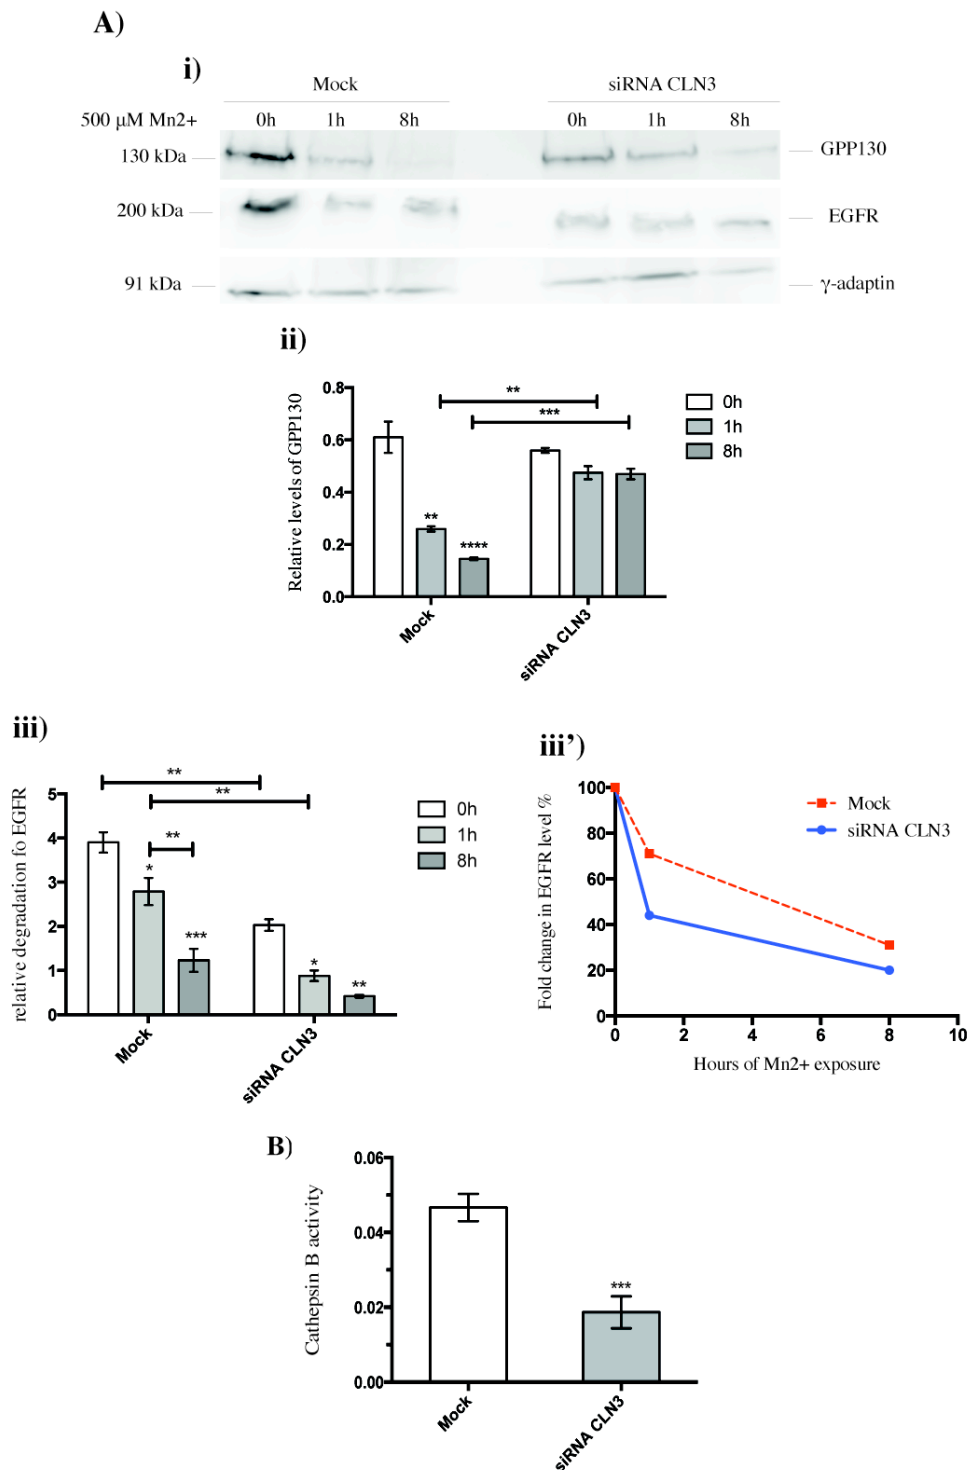 A)
i)
Mock siRNA CLN3
500 μM Mn2+ 0h 1h 8h 0h 1h 8h
130 kDa GPP130
200 kDa EGFR
91 kDa γ-adaptin
ii)
Relative levels of GPP130
0.8
0.6
0.4
0.2
0.0
**
***
**
****
0h
1h
8h
Mock
siRNA CLN3
iii)
relative degradation fo EGFR
5
4
3
2
1
0
**
**
**
*
***
*
**
0h
1h
8h
Mock
siRNA CLN3
iii')
Fold change in EGFR level %
100
80
60
40
20
0
0 2 4 6 8 10
Hours of Mn2+ exposure
Mock
siRNA CLN3
B)
Cathepsin B activity
0.06
0.04
0.02
0.00
***
Mock
siRNA CLN3